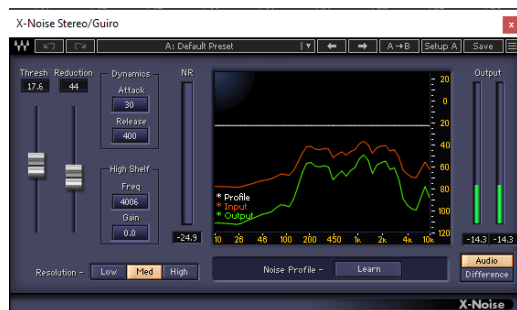 X-Noise Stereo/Guiro x
A: Default Preset A→B Setup A Save
Thresh Reduction Dynamics NR Output
17.6 44 Attack
30
Release
400
High Shelf
Freq
4006
Gain
0.0
-24.9
20
0
20
40
60
80
100
120
* Profile
* Input
* Output
10 26 46 100 200 450 1k 2k 4k 10k
-14.3 -14.3
Resolution - Low Med High Noise Profile - Learn Audio
Difference
X-Noise